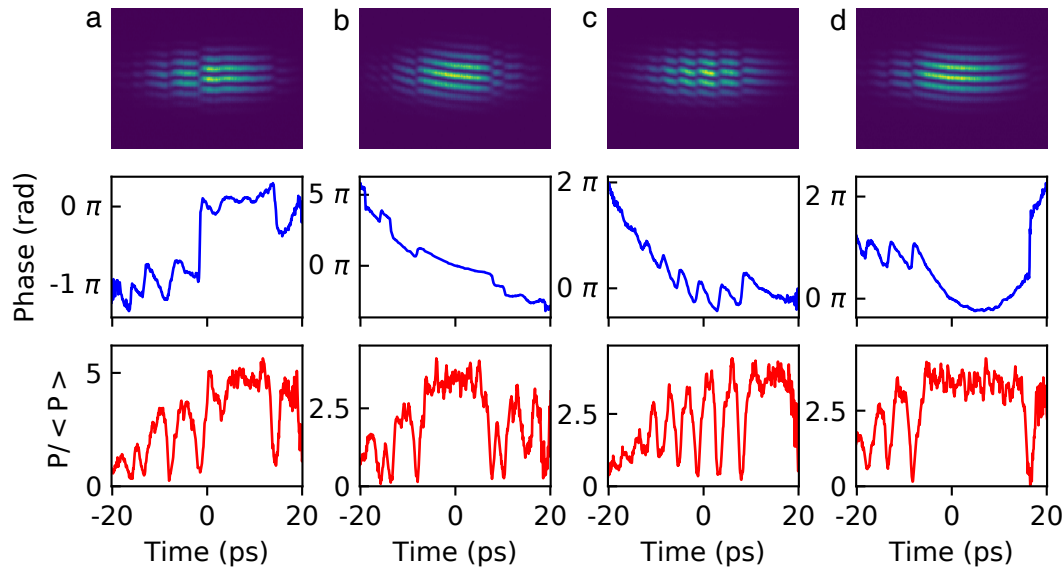 a b c d
Phase (rad)
0 π
-1 π
5 π
0 π
2 π
0 π
2 π
0 π
P/ < P >
5
0
2.5
0
2.5
0
2.5
0
-20 0 20 -20 0 20 -20 0 20 -20 0 20
Time (ps) Time (ps) Time (ps) Time (ps)